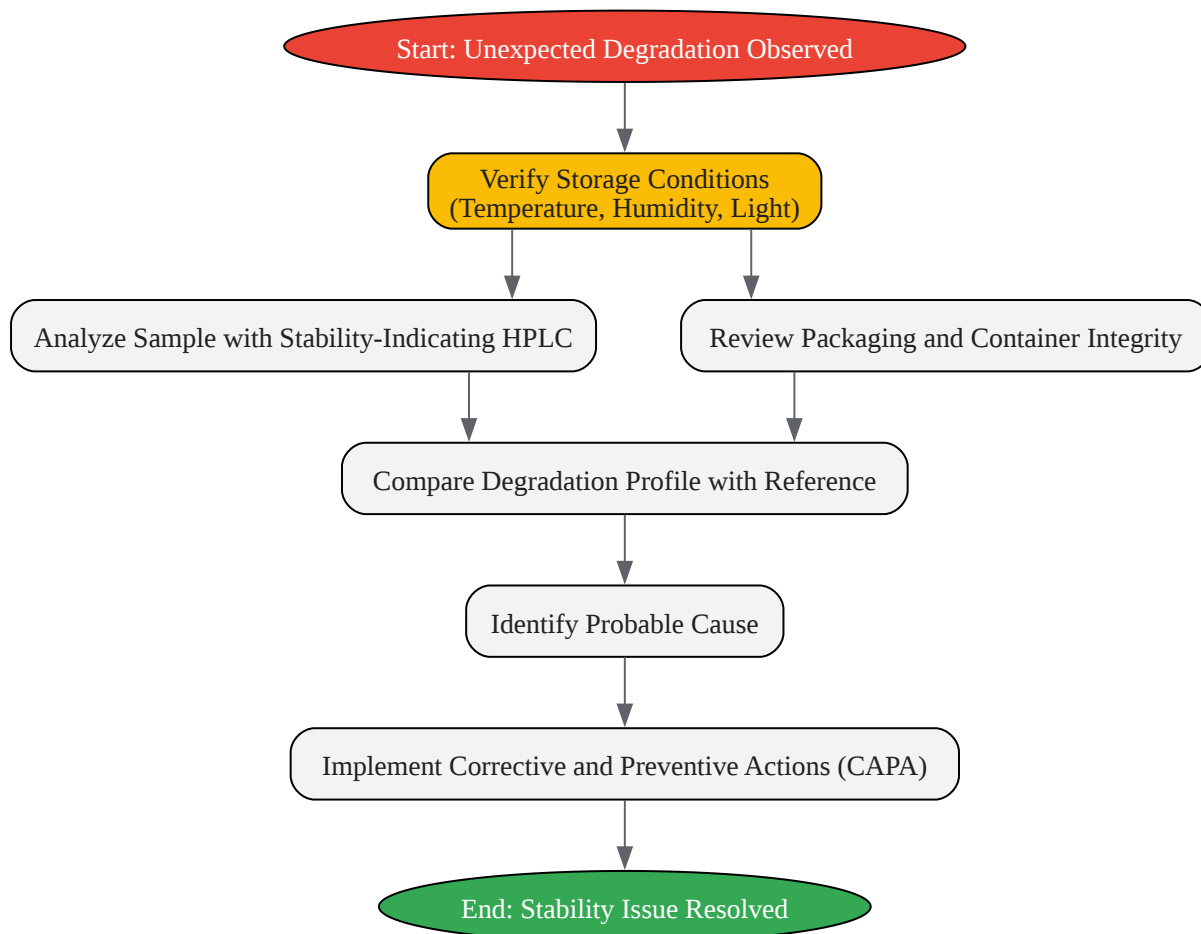 Start: Unexpected Degradation Observed
Verify Storage Conditions
(Temperature, Humidity, Light)
Analyze Sample with Stability-Indicating HPLC
Review Packaging and Container Integrity
Compare Degradation Profile with Reference
Identify Probable Cause
Implement Corrective and Preventive Actions (CAPA)
End: Stability Issue Resolved